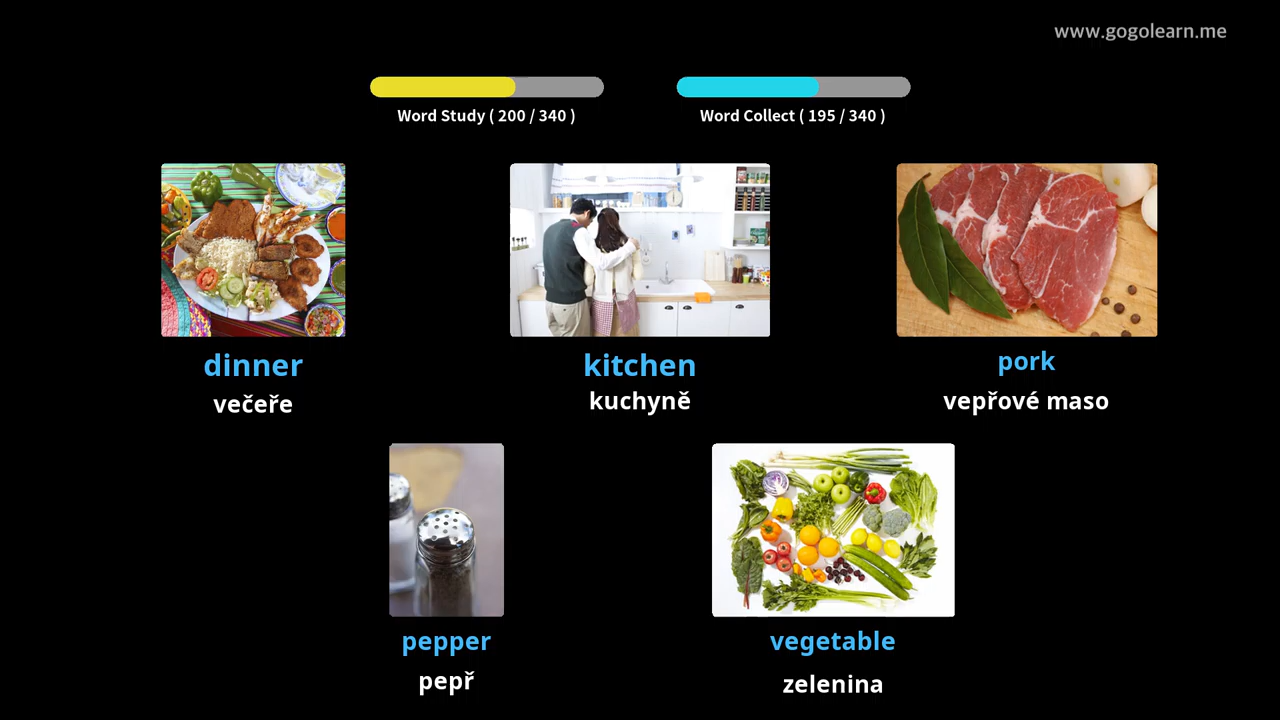 www.gogolearn.me
Word Study ( 200 / 340 )
Word Collect ( 195 / 340 )
dinner
večeře
kitchen
kuchyně
pork
vepřové maso
pepper
pepř
vegetable
zelenina